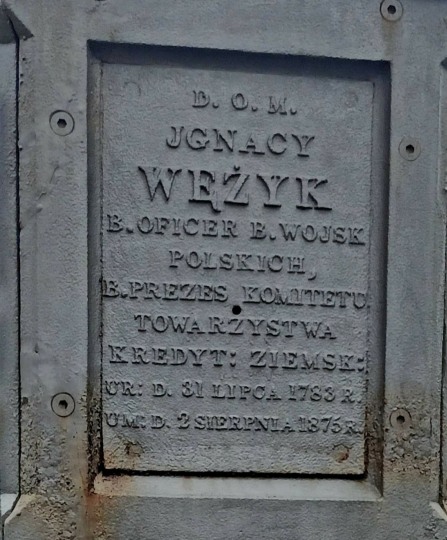 D. O. M.
JGNACY
WĘŻYK
B. OFICER B. WOJSK
POLSKICH,
B. PREZES KOMITETU
TOWARZYSTWA
KREDYT: ZIEMSK:
UR: D. 31 LIPCA 1783 R.
UM: D. 2 SIERPNIA 1875 R.